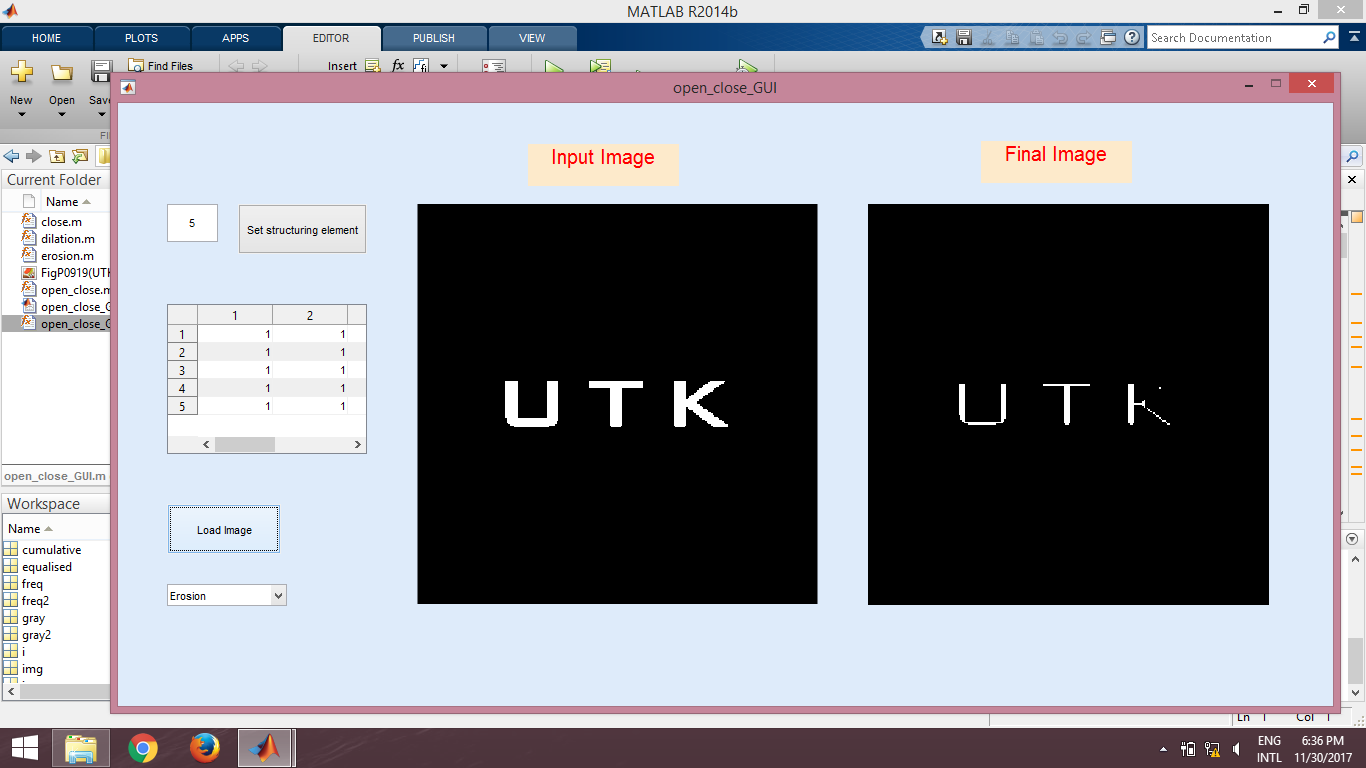 MATLAB R2014b
HOME PLOTS APPS EDITOR PUBLISH VIEW
Search Documentation
Find Files
Insert fx
New Open Save
open_close_GUI
Current Folder
Name
close.m
dilation.m
erosion.m
FigP0919(UT
open_close.m
open_close_G
open_close_G
open_close_GUI.m
Workspace
Name
cumulative
equalised
freq
freq2
gray
gray2
i
img
Input Image
Final Image
5 Set structuring element
1 2
1 1 1
2 1 1
3 1 1
4 1 1
5 1 1
Load Image
Erosion
U T K
U T K
Ln 1 Col 1
ENG 6:36 PM
INTL 11/30/2017